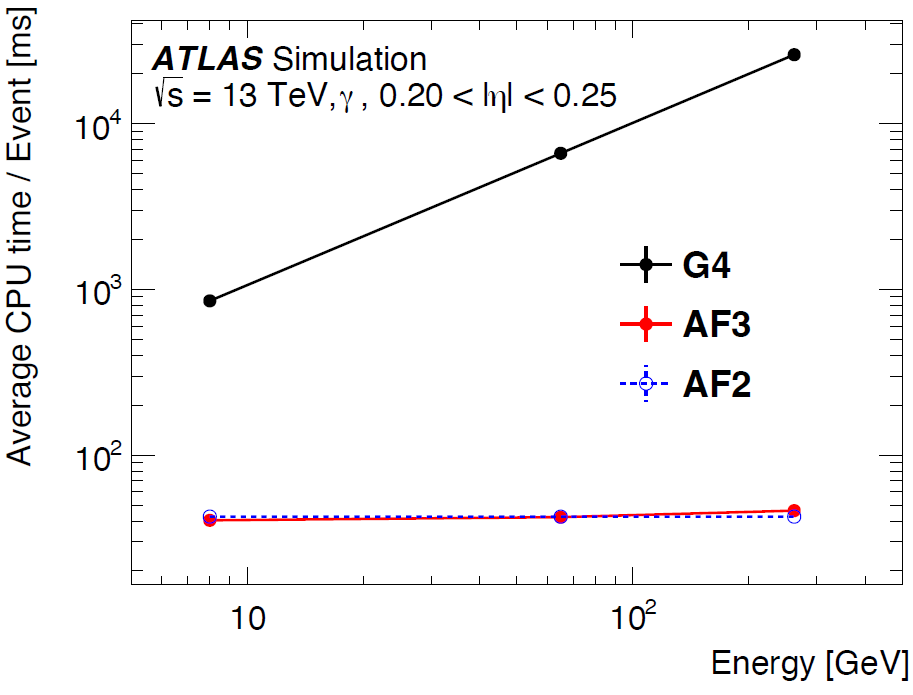 Average CPU time / Event [ms]
ATLAS Simulation
√s = 13 TeV, γ , 0.20 < |η| < 0.25
10⁴
10³
10²
G4
AF3
AF2
10
10²
Energy [GeV]